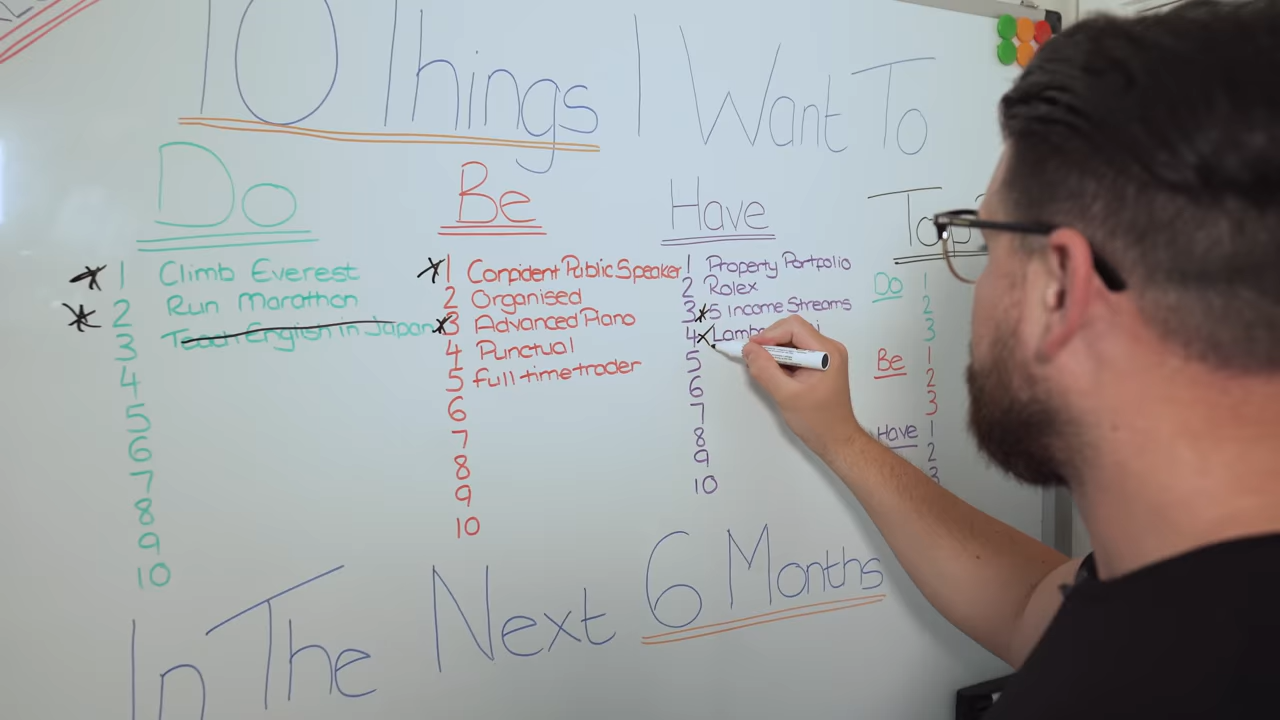 10 Things I Want To
Do
1 Climb Everest
2 Run Marathon
3 Teach English in Japan
4
5
6
7
8
9
10
Be
1 Confident Public Speaker
2 Organised
3 Advanced Piano
4 Punctual
5 full time trader
6
7
8
9
10
Have
1 Property Portfolio
2 Rolex
3 5 Income Streams
4
5
6
7
8
9
10
Top
Do 1
2
3
Be 1
2
3
Have 1
2
3
In The Next 6 Months